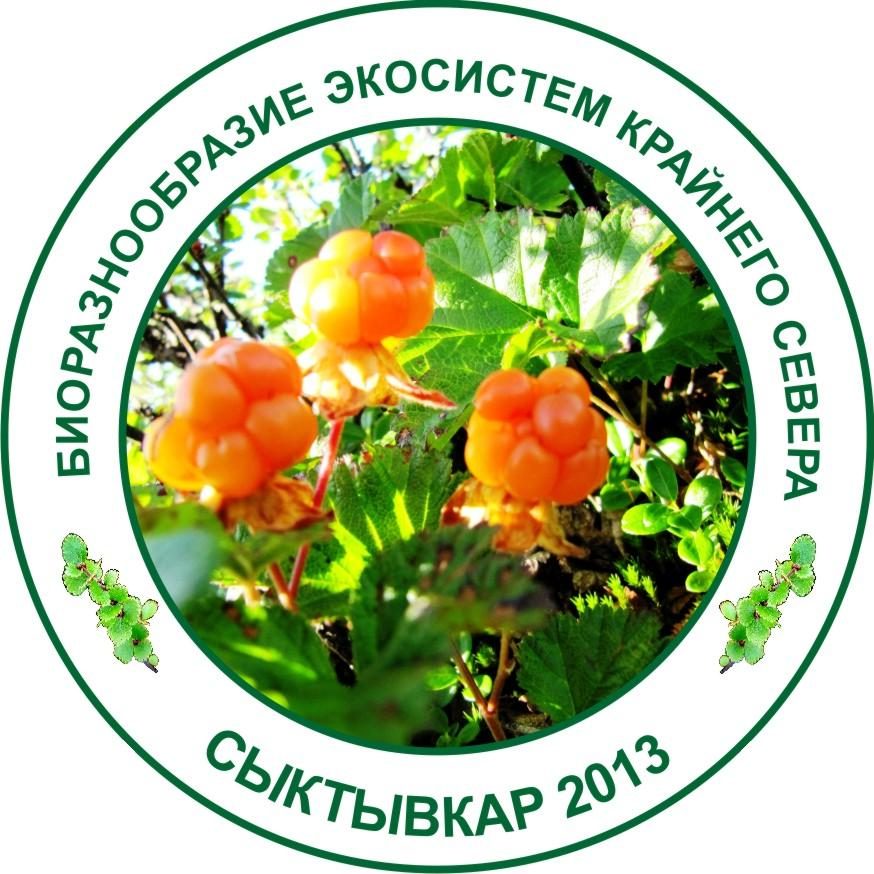 БИОРАЗНООБРАЗИЕ ЭКОСИСТЕМ КРАЙНЕГО СЕВЕРА
СЫКТЫВКАР 2013